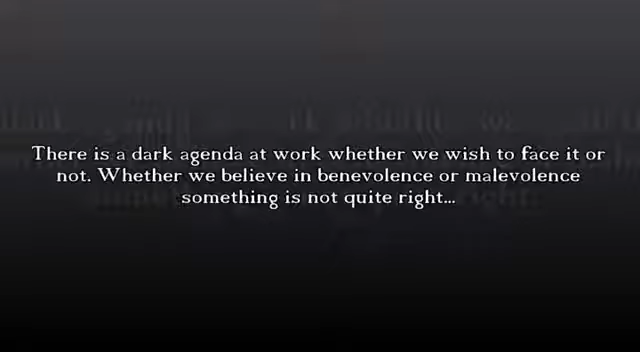 There is a dark agenda at work whether we wish to face it or
not. Whether we believe in benevolence or malevolence
something is not quite right...